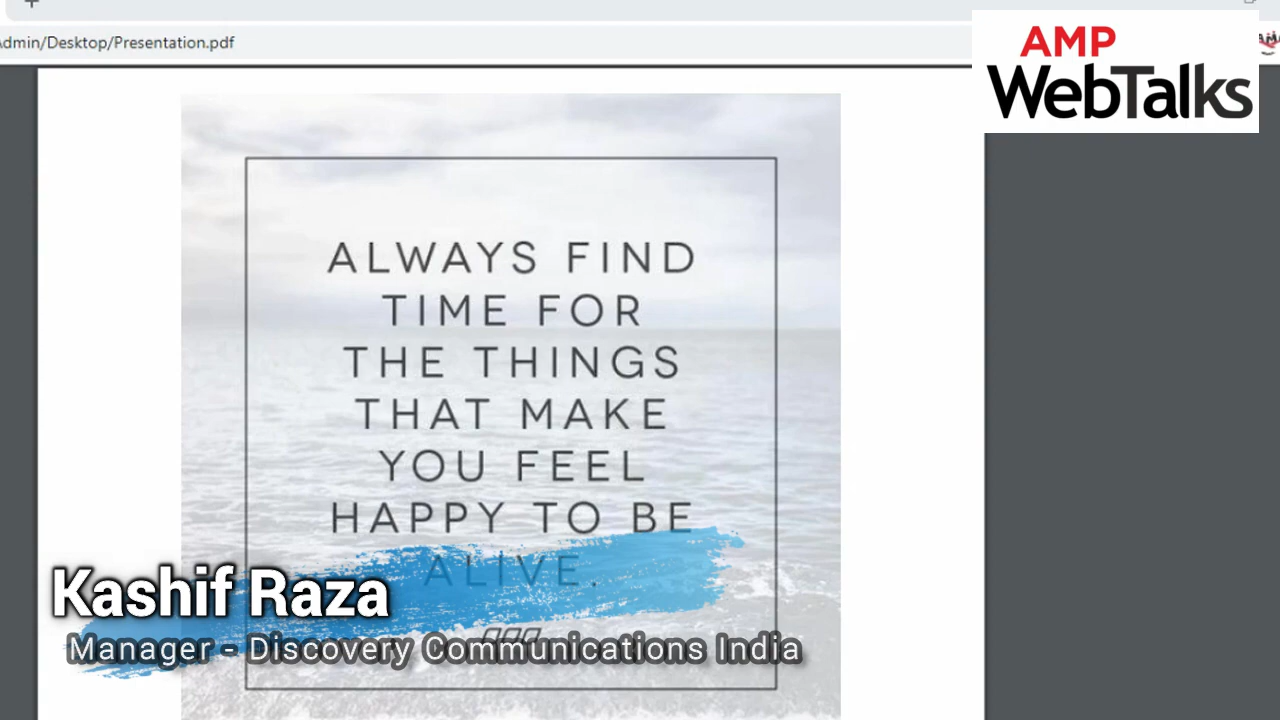 dmin/Desktop/Presentation.pdf
AMP
WebTalks
ALWAYS FIND
TIME FOR
THE THINGS
THAT MAKE
YOU FEEL
HAPPY TO BE
ALIVE.
Kashif Raza
Manager - Discovery Communications India